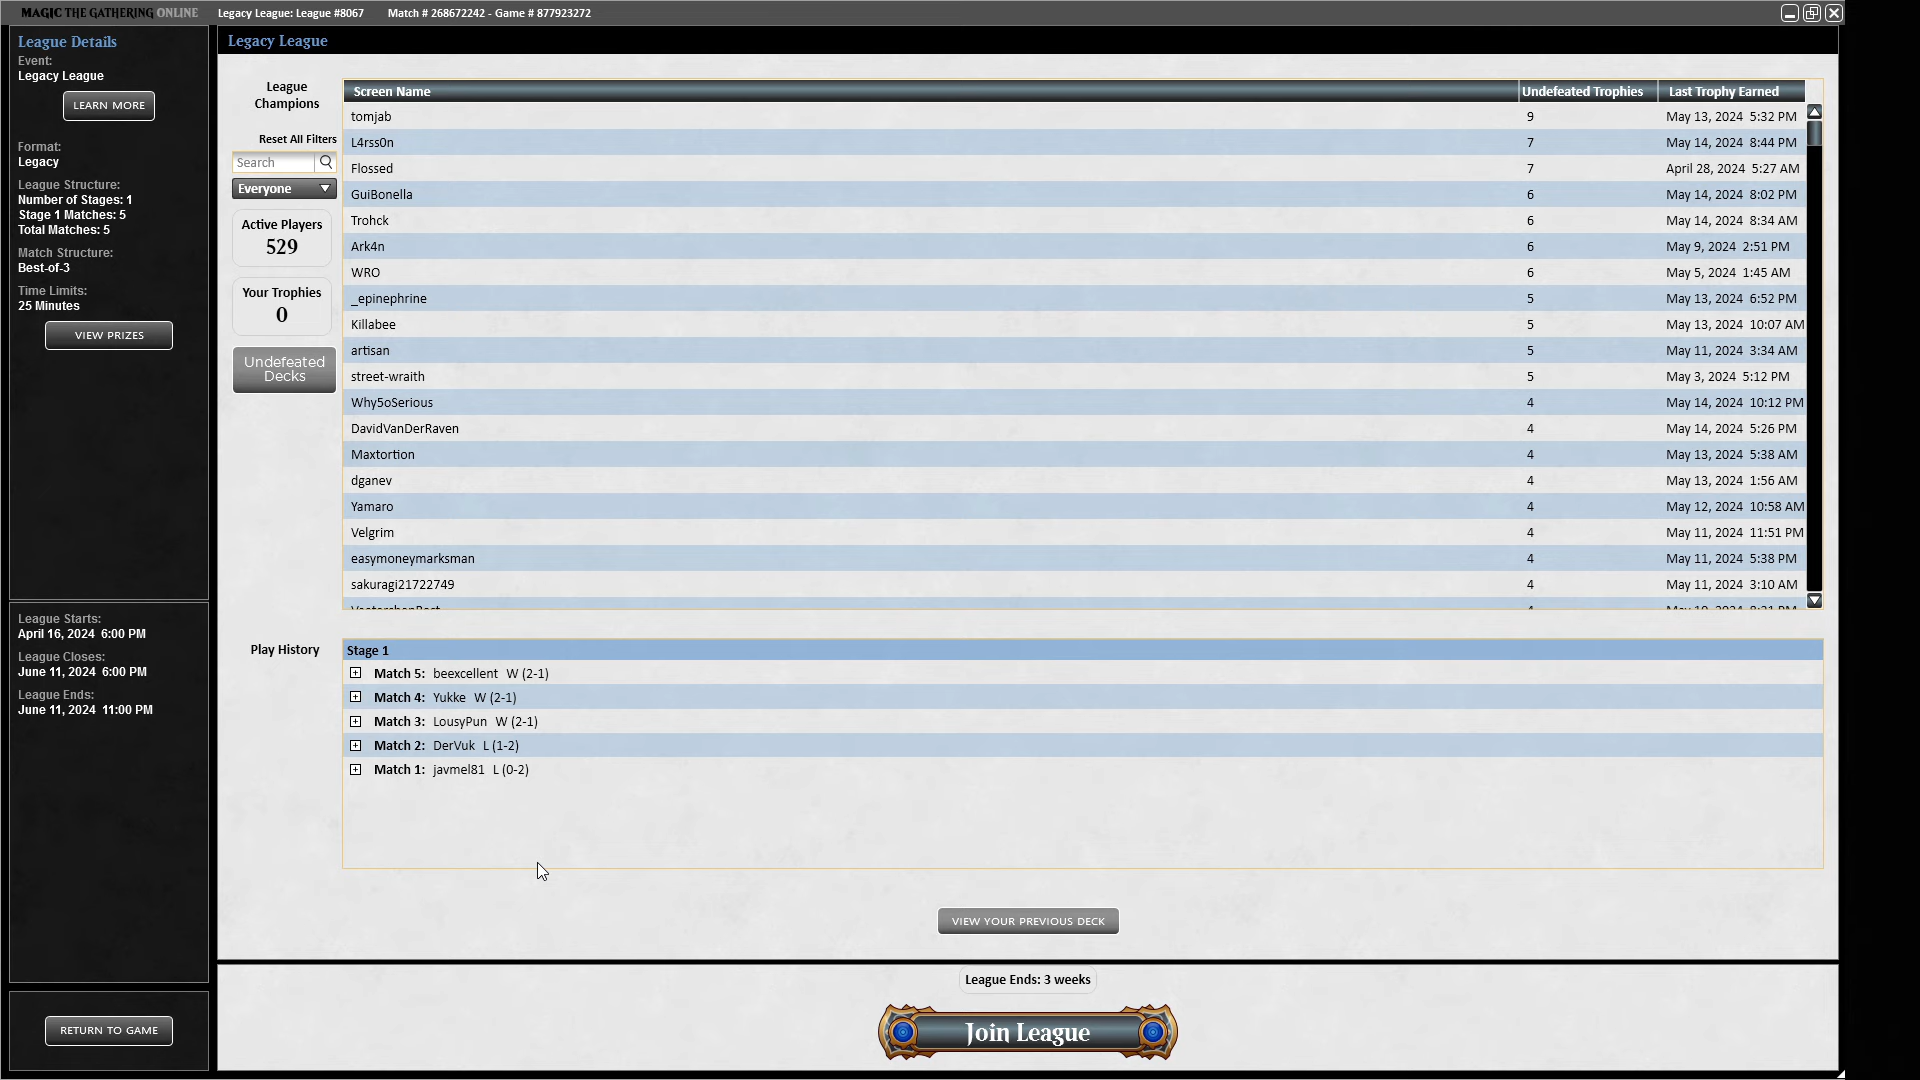 MAGIC THE GATHERING ONLINE
Legacy League: League #8067 Match # 268672242 - Game # 877923272
League Details
Event:
Legacy League
LEARN MORE
Format:
Legacy
League Structure:
Number of Stages: 1
Stage 1 Matches: 5
Total Matches: 5
Match Structure:
Best-of-3
Time Limits:
25 Minutes
VIEW PRIZES
League Starts:
April 16, 2024 6:00 PM
League Closes:
June 11, 2024 6:00 PM
League Ends:
June 11, 2024 11:00 PM
RETURN TO GAME
Legacy League
League
Champions
Reset All Filters
Search
Everyone
Active Players
529
Your Trophies
0
Undefeated
Decks
Screen Name Undefeated Trophies Last Trophy Earned
tomjab 9 May 13, 2024 5:32 PM
L4rss0n 7 May 14, 2024 8:44 PM
Flossed 7 April 28, 2024 5:27 AM
GuiBonella 6 May 14, 2024 8:02 PM
Trohck 6 May 14, 2024 8:34 AM
Ark4n 6 May 9, 2024 2:51 PM
WRO 6 May 5, 2024 1:45 AM
_epinephrine 5 May 13, 2024 6:52 PM
Killabee 5 May 13, 2024 10:07 AM
artisan 5 May 11, 2024 3:34 AM
street-wraith 5 May 3, 2024 5:12 PM
Why5oSerious 4 May 14, 2024 10:12 PM
DavidVanDerRaven 4 May 14, 2024 5:26 PM
Maxtortion 4 May 13, 2024 5:38 AM
dganev 4 May 13, 2024 1:56 AM
Yamaro 4 May 12, 2024 10:58 AM
Velgrim 4 May 11, 2024 11:51 PM
easymoneymarksman 4 May 11, 2024 5:38 PM
sakuragi21722749 4 May 11, 2024 3:10 AM
Play History
Stage 1
Match 5: beexcellent W (2-1)
Match 4: Yukke W (2-1)
Match 3: LousyPun W (2-1)
Match 2: DerVuk L (1-2)
Match 1: javmel81 L (0-2)
VIEW YOUR PREVIOUS DECK
League Ends: 3 weeks
Join League